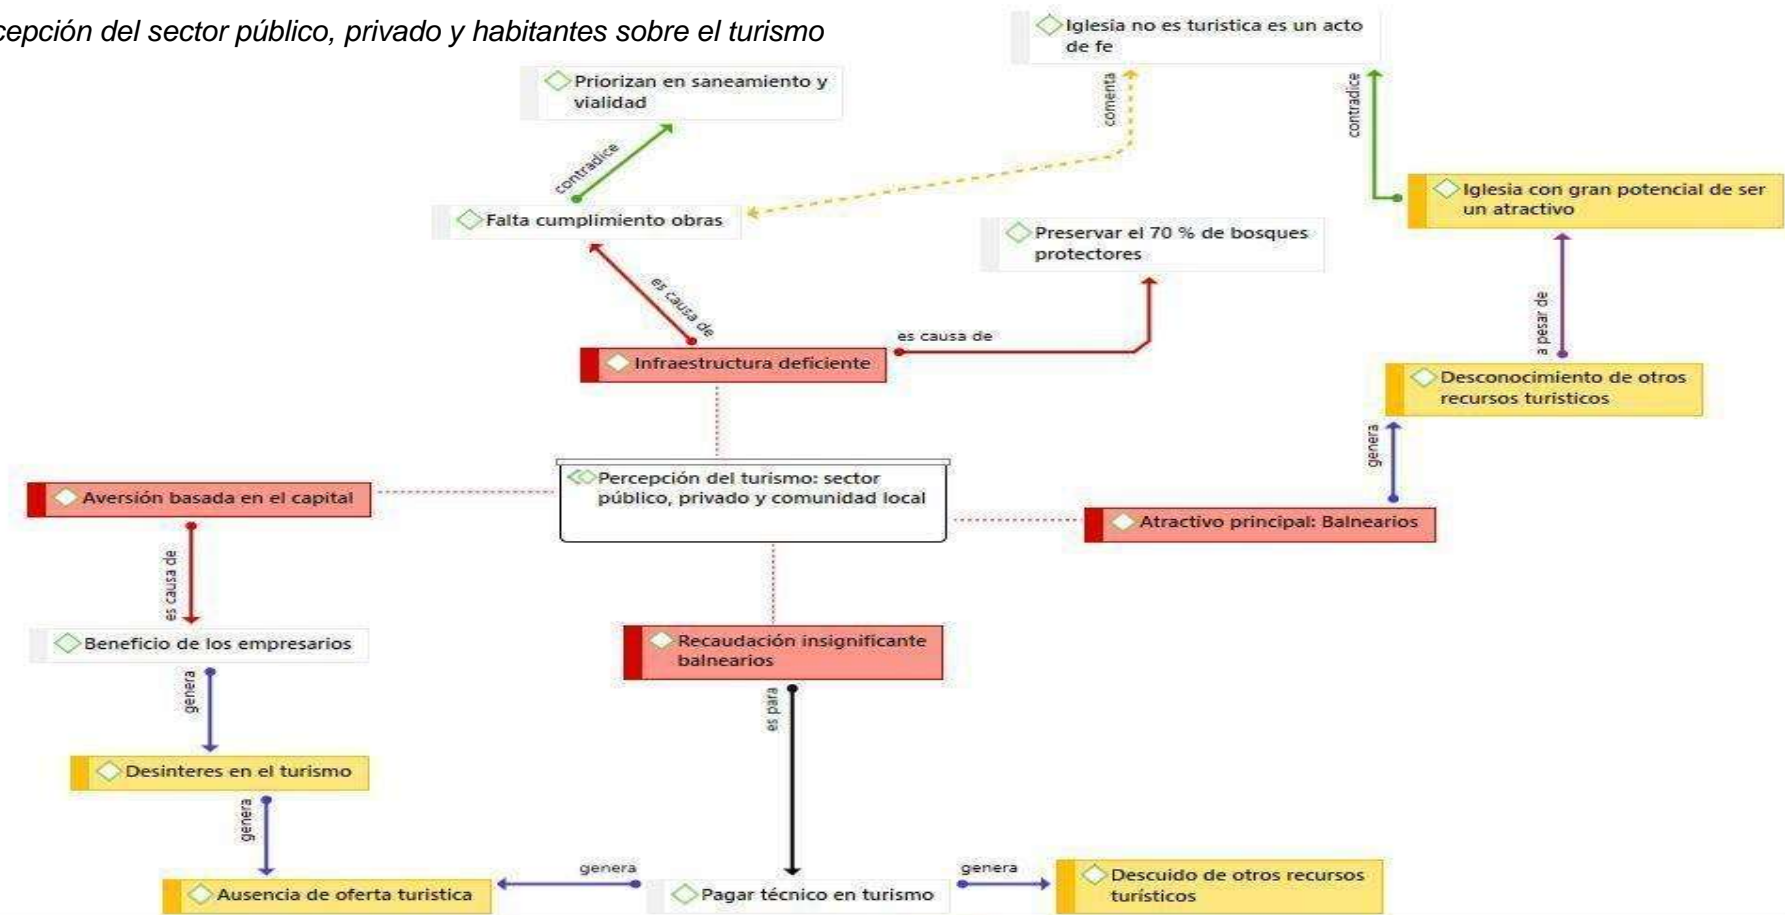 cepción del sector público, privado y habitantes sobre el turismo
Iglesia no es turistica es un acto
de fe
Priorizan en saneamiento y
vialidad
comenta
contradice
contradice
Iglesia con gran potencial de ser
un atractivo
Falta cumplimiento obras
Preservar el 70 % de bosques
protectores
es causa de
a pesar de
es causa de
Infraestructura deficiente
Desconocimiento de otros
recursos turisticos
genera
Percepción del turismo: sector
público, privado y comunidad local
Aversión basada en el capital
Atractivo principal: Balnearios
es causa de
Beneficio de los empresarios
Recaudación insignificante
balnearios
genera
es para
Desinteres en el turismo
genera
genera
genera
Ausencia de oferta turistica
Pagar técnico en turismo
Descuido de otros recursos
turísticos